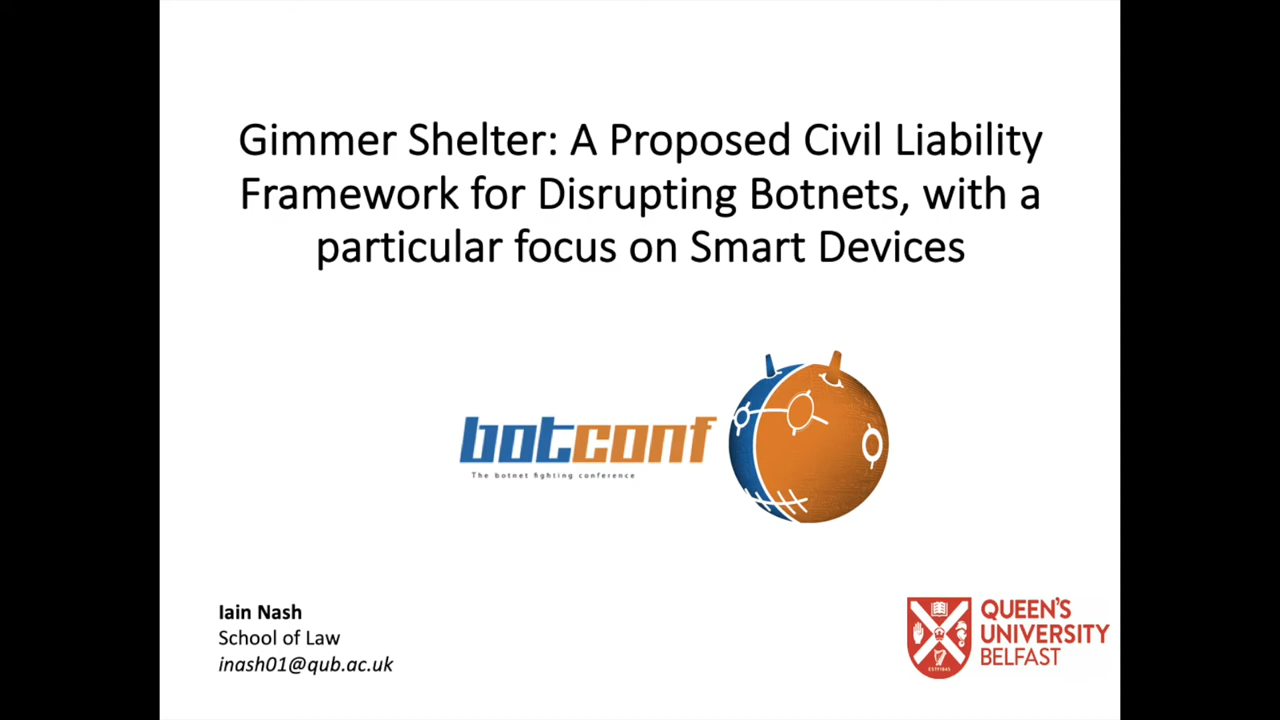 Gimmer Shelter: A Proposed Civil Liability
Framework for Disrupting Botnets, with a
particular focus on Smart Devices
botconf
The botnet fighting conference
Iain Nash
School of Law
inash01@qub.ac.uk
QUEEN'S
UNIVERSITY
BELFAST
ESTD1845